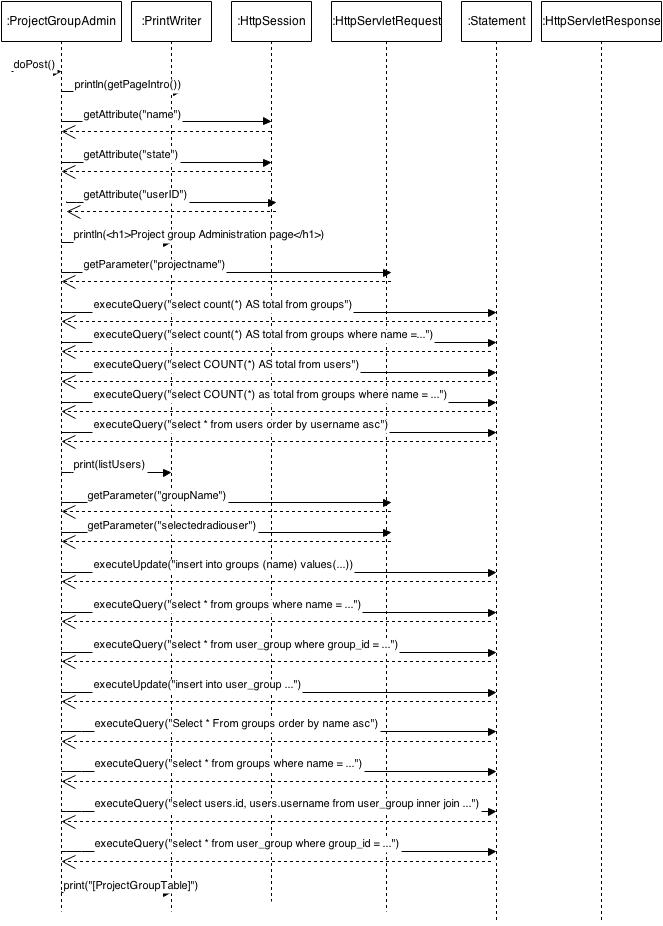 :ProjectGroupAdmin
:PrintWriter
:HttpSession
:HttpServletRequest
:Statement
:HttpServletResponse
doPost()
println(getPageIntro())
getAttribute("name")
getAttribute("state")
getAttribute("userID")
println(<h1>Project group Administration page</h1>)
getParameter("projectname")
executeQuery("select count(*) AS total from groups")
executeQuery("select count(*) AS total from groups where name =...")
executeQuery("select COUNT(*) AS total from users")
executeQuery("select COUNT(*) as total from groups where name = ...")
executeQuery("select * from users order by username asc")
print(listUsers)
getParameter("groupName")
getParameter("selectedradiouser")
executeUpdate("insert into groups (name) values(...))
executeQuery("select * from groups where name = ...")
executeQuery("select * from user_group where group_id = ...")
executeUpdate("insert into user_group ...")
executeQuery("Select * From groups order by name asc")
executeQuery("select * from groups where name = ...")
executeQuery("select users.id, users.username from user_group inner join ...")
executeQuery("select * from user_group where group_id = ...")
print("[ProjectGroupTable]")